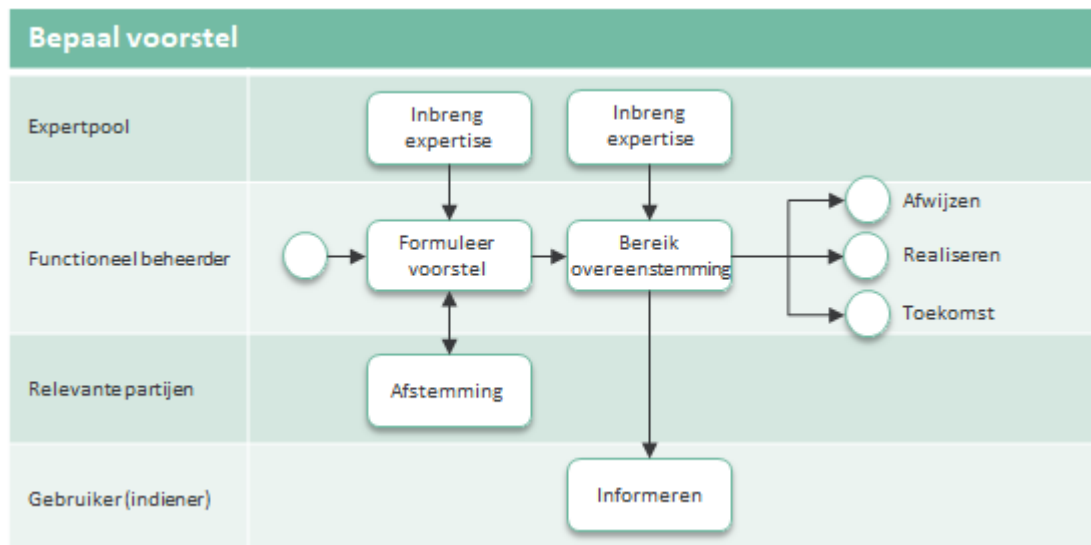 Bepaal voorstel
Expertpool
Inbreng
expertise
Inbreng
expertise
Functioneel beheerder
Formuleer
voorstel
Bereik
overeenstemming
Afwijzen
Realiseren
Toekomst
Relevante partijen
Afstemming
Gebruiker (indiener)
Informeren